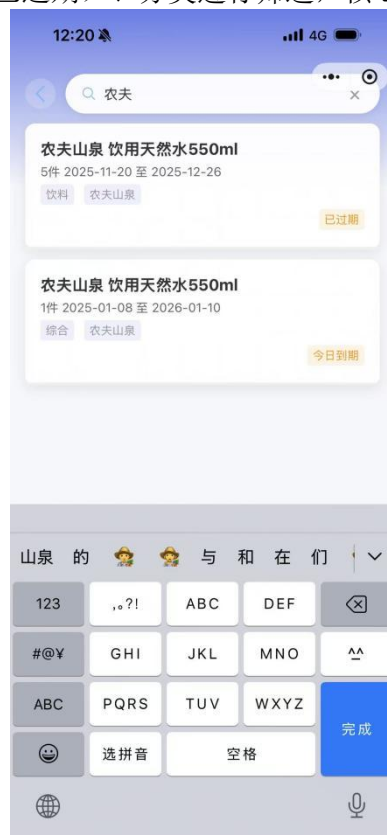 12:20 4G
农夫
农夫山泉 饮用天然水550ml
5件 2025-11-20 至 2025-12-26
饮料 农夫山泉
已过期
农夫山泉 饮用天然水550ml
1件 2025-01-08 至 2026-01-10
综合 农夫山泉
今日到期
山泉 的 与 和 在 们
123 ,。?! ABC DEF
#@¥ GHI JKL MNO ^^
ABC PQRS TUV WXYZ
完成
选拼音 空格